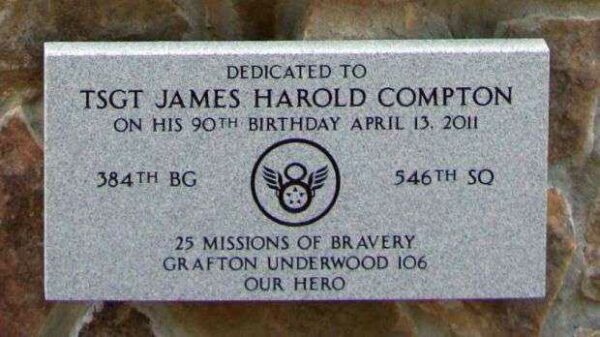 DEDICATED TO
TSGT JAMES HAROLD COMPTON
ON HIS 90TH BIRTHDAY APRIL 13, 2011
384TH BG 546TH SQ
25 MISSIONS OF BRAVERY
GRAFTON UNDERWOOD 106
OUR HERO